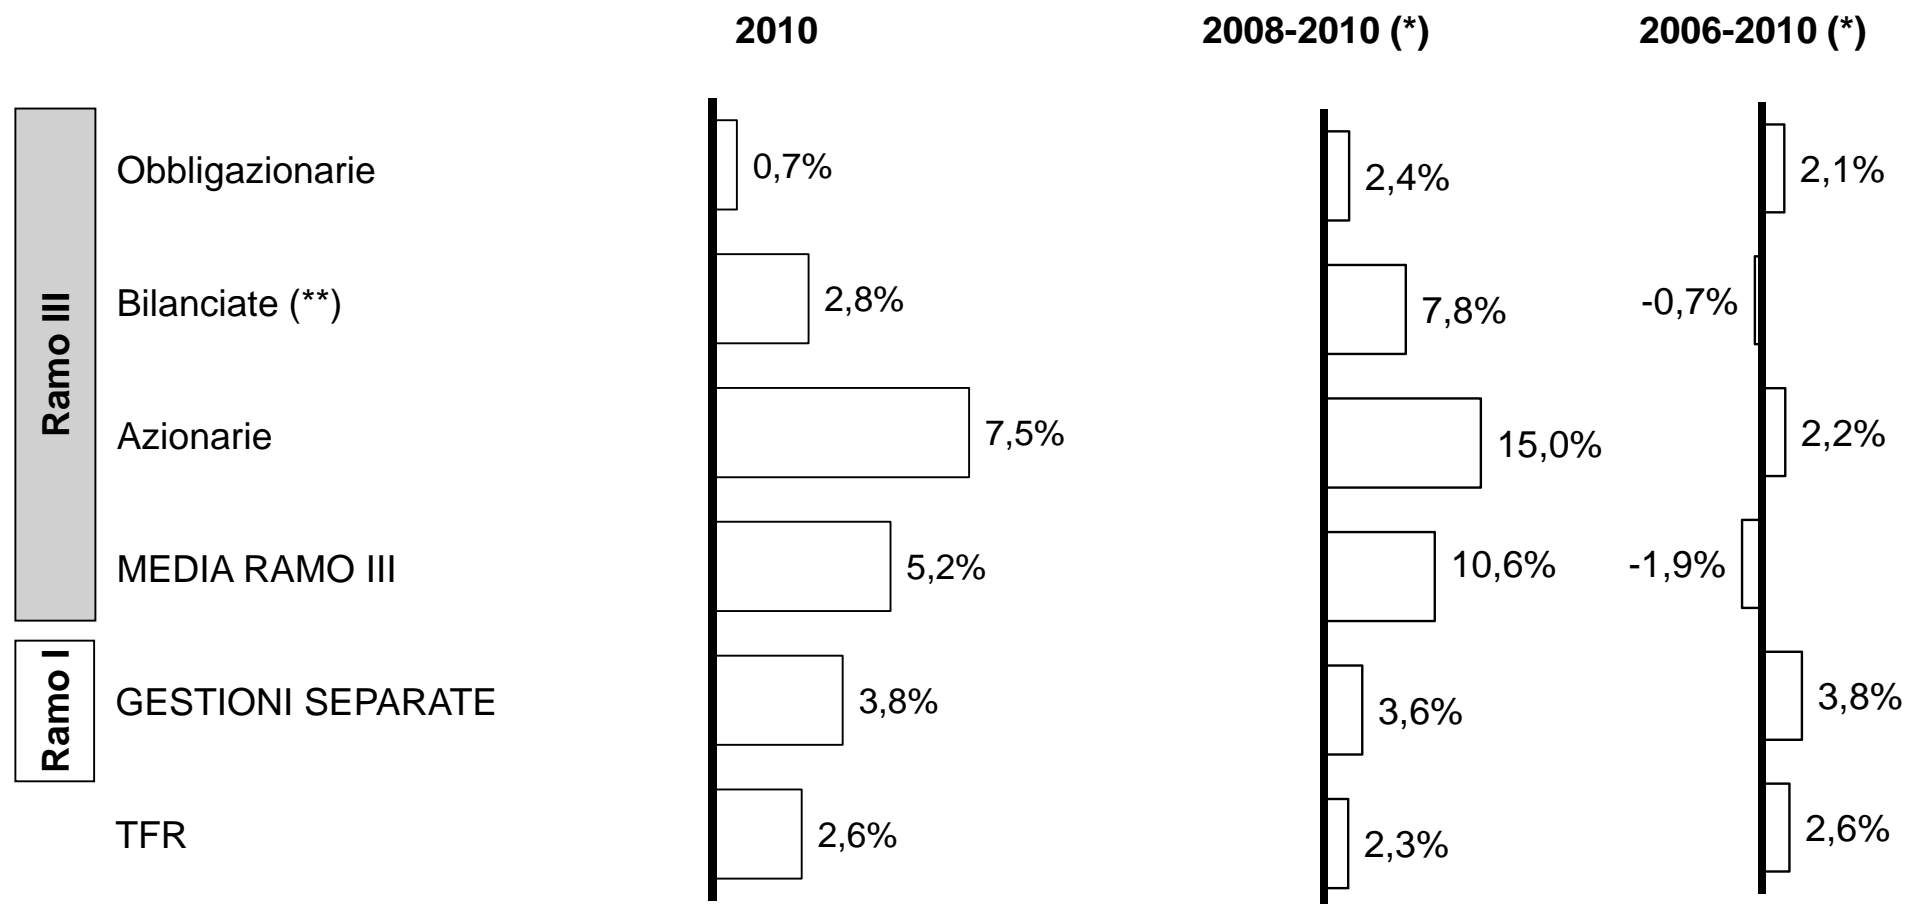 2010 2008-2010 (*) 2006-2010 (*)
Ramo III
Obbligazionarie 0,7% 2,4% 2,1%
Bilanciate (**) 2,8% 7,8% -0,7%
Azionarie 7,5% 15,0% 2,2%
MEDIA RAMO III 5,2% 10,6% -1,9%
Ramo I
GESTIONI SEPARATE 3,8% 3,6% 3,8%
TFR 2,6% 2,3% 2,6%